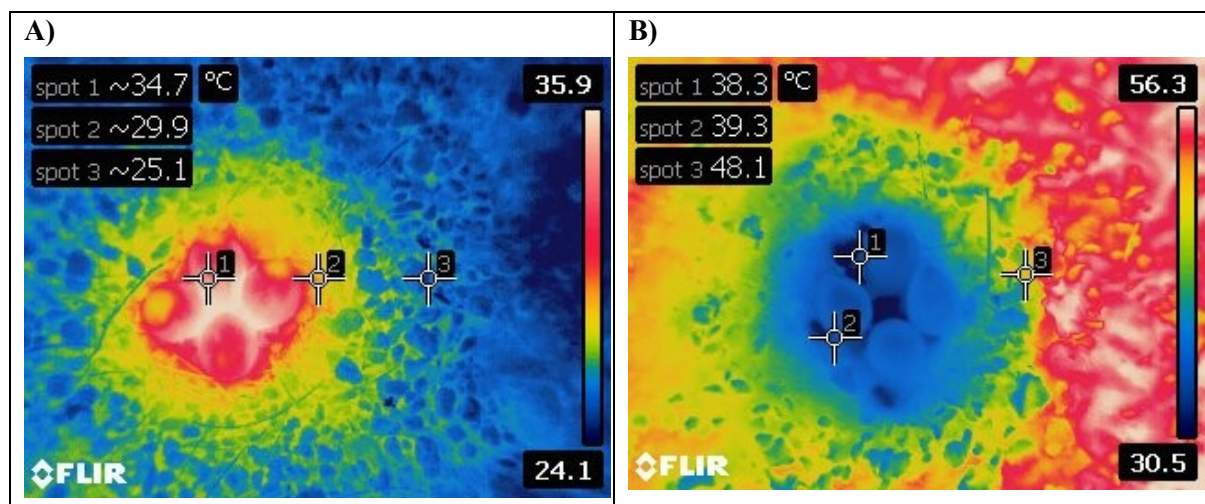 A)
spot 1 ~34.7 °C
spot 2 ~29.9
spot 3 ~25.1
35.9
1
2
3
FLIR
24.1
B)
spot 1 38.3 °C
spot 2 39.3
spot 3 48.1
56.3
1
3
2
FLIR
30.5